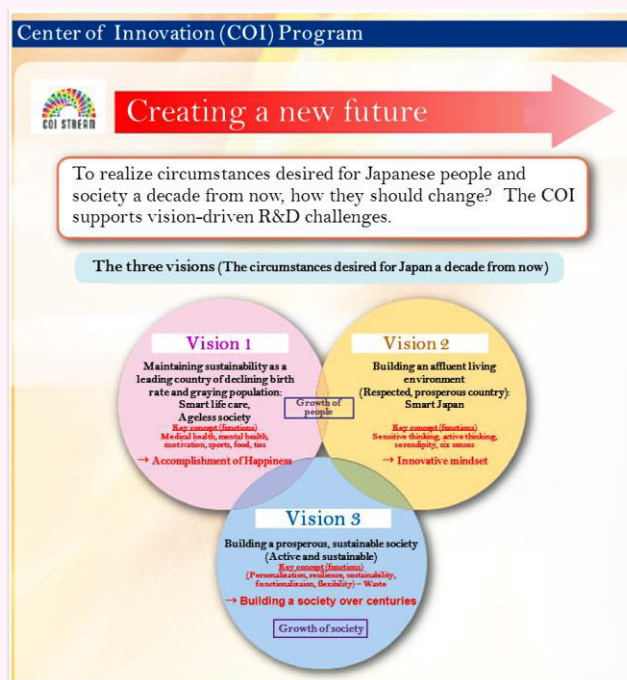 Center of Innovation (COI) Program
COI STREAM
Creating a new future
To realize circumstances desired for Japanese people and
society a decade from now, how they should change? The COI
supports vision-driven R&D challenges.
The three visions (The circumstances desired for Japan a decade from now)
Vision 1
Maintaining sustainability as a
leading country of declining birth
rate and graying population:
Smart life care,
Ageless society
Key concept (functions)
Medical health, mental health,
motivation, sports, food, ties
→ Accomplishment of Happiness
Growth of
people
Vision 2
Building an affluent living
environment
(Respected, prosperous country):
Smart Japan
Key concept (functions)
Sensitive thinking, active thinking,
serendipity, six senses
→ Innovative mindset
Vision 3
Building a prosperous, sustainable society
(Active and sustainable)
Key concept (functions)
(Personalization, resilience, sustainability,
functionalizaion, flexibility) – Waste
→ Building a society over centuries
Growth of society